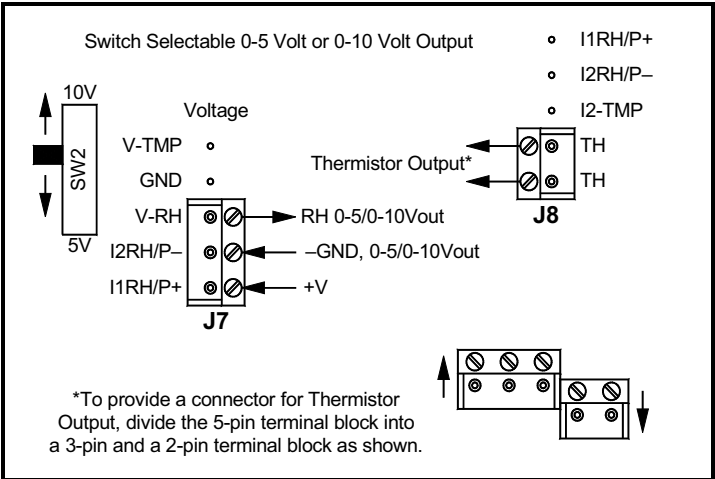 Switch Selectable 0-5 Volt or 0-10 Volt Output
I1RH/P+
I2RH/P–
I2-TMP
TH
TH
J8
Thermistor Output*
10V
SW2
5V
Voltage
V-TMP
GND
V-RH
RH 0-5/0-10Vout
I2RH/P–
–GND, 0-5/0-10Vout
I1RH/P+
+V
J7
*To provide a connector for Thermistor
Output, divide the 5-pin terminal block into
a 3-pin and a 2-pin terminal block as shown.